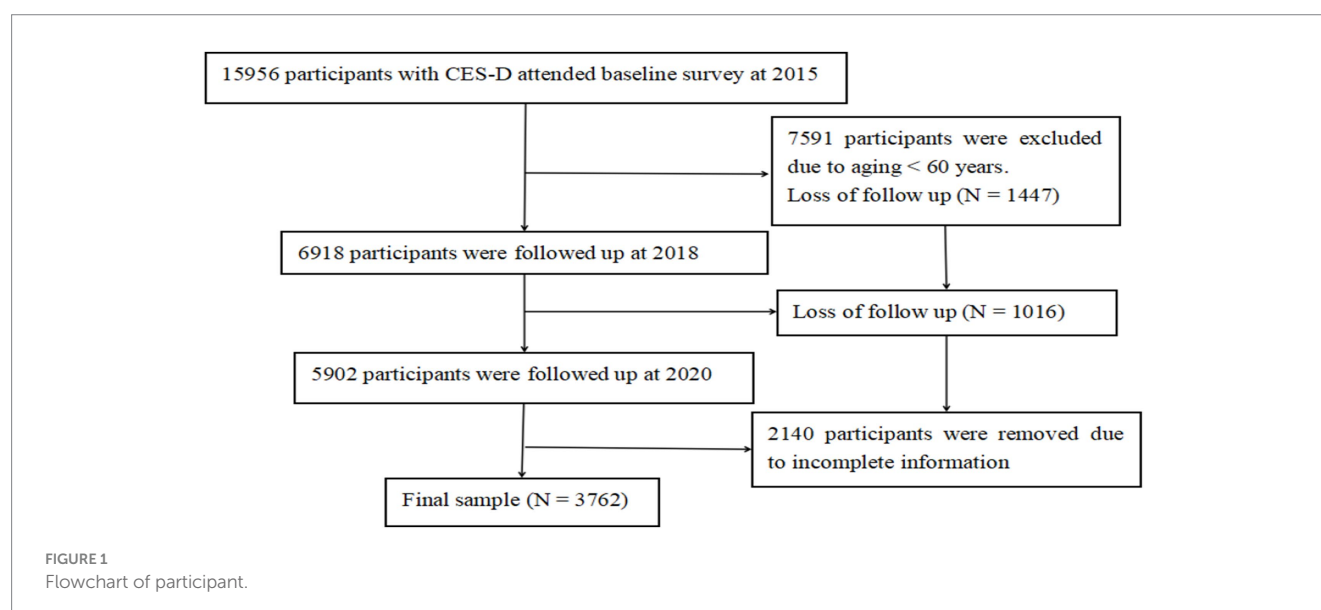 15956 participants with CES-D attended baseline survey at 2015
7591 participants were excluded
due to aging < 60 years.
Loss of follow up (N = 1447)
6918 participants were followed up at 2018
Loss of follow up (N = 1016)
5902 participants were followed up at 2020
2140 participants were removed due
to incomplete information
Final sample (N = 3762)
FIGURE 1
Flowchart of participant.